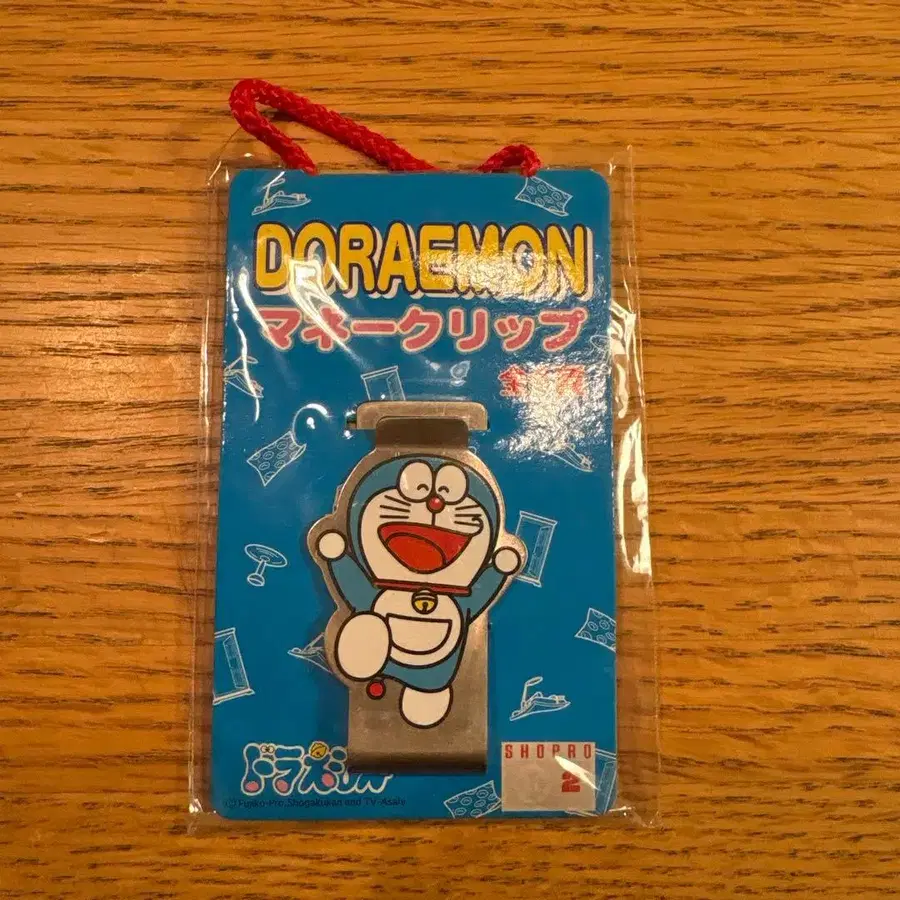 DORAEMON
マネークリップ
ドラえもん
SHOPRO
2
(C) Fujiko-Pro, Shogakukan and TV-Asahi